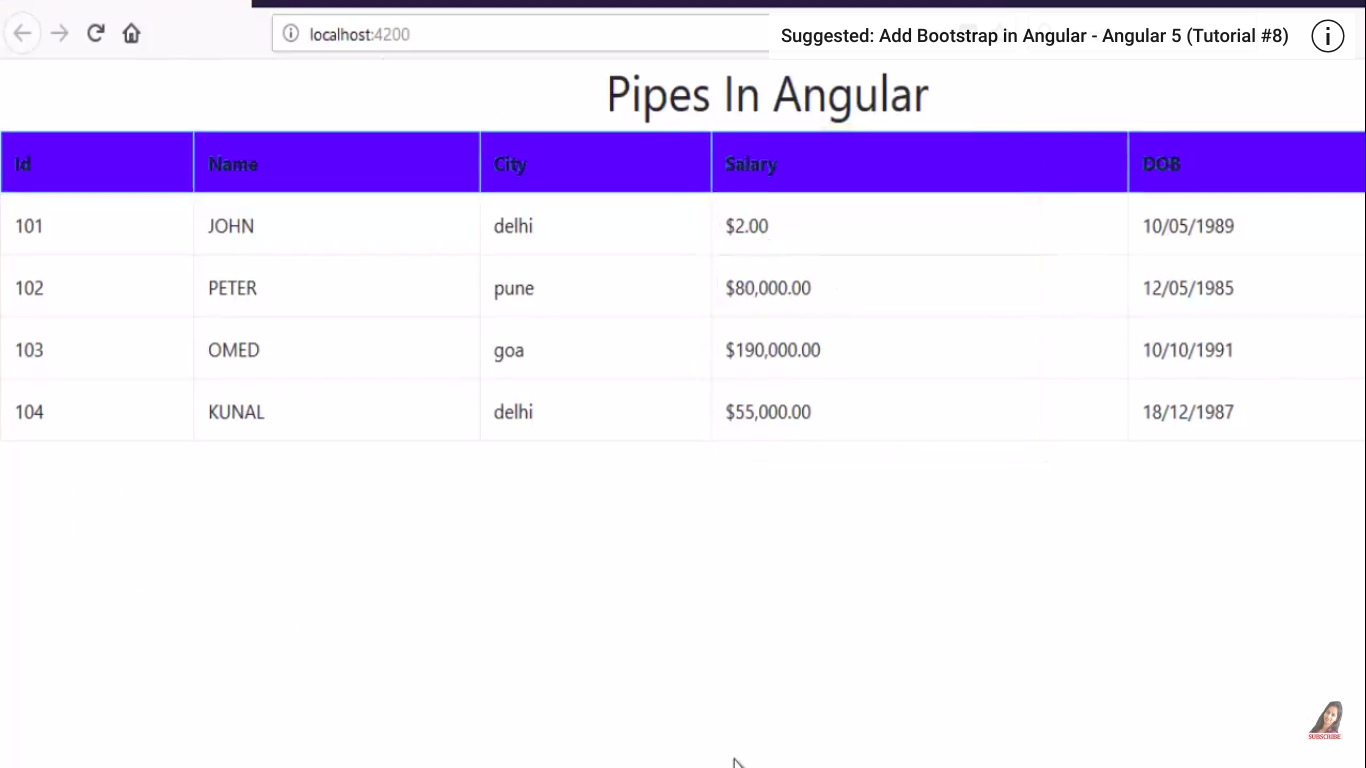 localhost:4200
Suggested: Add Bootstrap in Angular - Angular 5 (Tutorial #8)
Pipes In Angular
Id Name City Salary DOB
101 JOHN delhi $2.00 10/05/1989
102 PETER pune $80,000.00 12/05/1985
103 OMED goa $190,000.00 10/10/1991
104 KUNAL delhi $55,000.00 18/12/1987
SUBSCRIBE